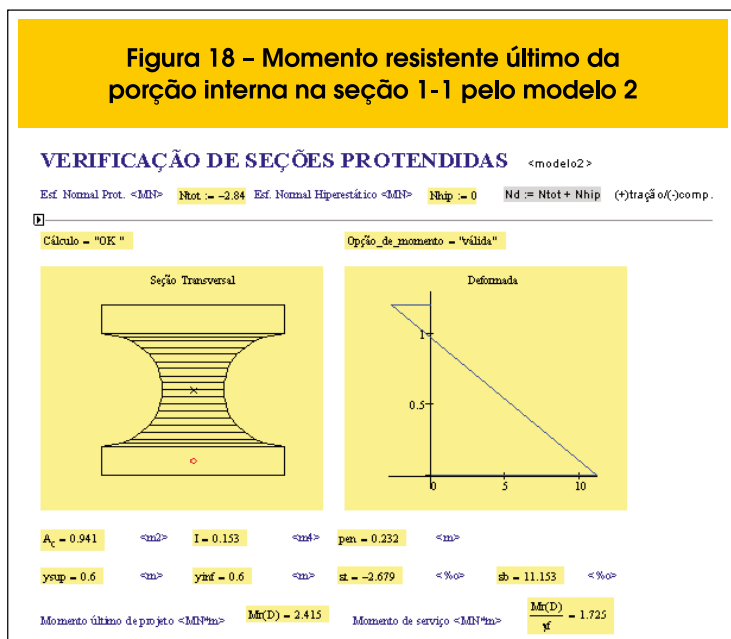 Figura 18 – Momento resistente último da
porção interna na seção 1-1 pelo modelo 2
VERIFICAÇÃO DE SEÇÕES PROTENDIDAS <modelo2>
Esf. Normal Prot. <MN> Ntot := -2.84 Esf. Normal Hiperestático <MN> Nhip := 0 Nd := Ntot + Nhip (+)tração/(-)comp.
Cálculo = "OK " Opção_de_momento = "válida"
Seção Transversal
Deformada
1
0.5
0 5 10
A_c = 0.941 <m2> I = 0.153 <m4> pen = 0.232 <m>
ysup = 0.6 <m> yinf = 0.6 <m> st = -2.679 <%o> sb = 11.153 <%o>
Momento último de projeto <MN*m> Mr(D) = 2.415 Momento de serviço <MN*m> Mr(D)/γf = 1.725